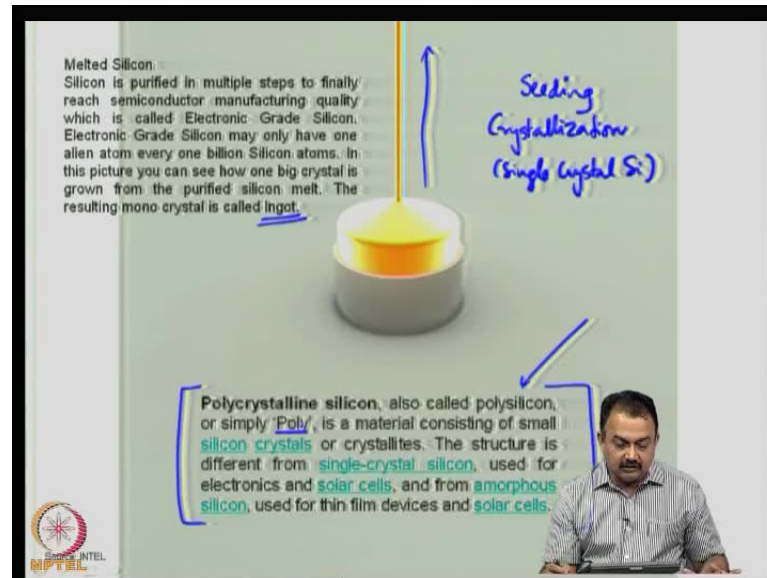 Melted Silicon
Silicon is purified in multiple steps to finally
reach semiconductor manufacturing quality
which is called Electronic Grade Silicon.
Electronic Grade Silicon may only have one
alien atom every one billion Silicon atoms. In
this picture you can see how one big crystal is
grown from the purified silicon melt. The
resulting mono crystal is called Ingot.
Seeding
Crystallization
(Single Crystal Si)
Polycrystalline silicon, also called polysilicon,
or simply 'Poly', is a material consisting of small
silicon crystals or crystallites. The structure is
different from single-crystal silicon, used for
electronics and solar cells, and from amorphous
silicon, used for thin film devices and solar cells.
Source: INTEL
NPTEL